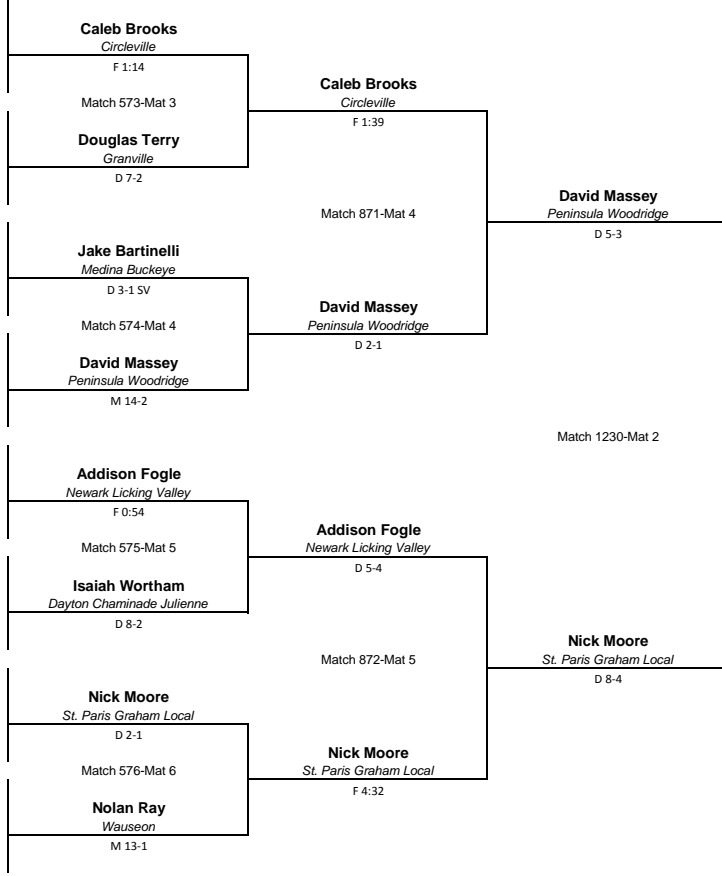 Caleb Brooks
Circleville
F 1:14
Match 573-Mat 3
Douglas Terry
Granville
D 7-2
Jake Bartinelli
Medina Buckeye
D 3-1 SV
Match 574-Mat 4
David Massey
Peninsula Woodridge
M 14-2
Addison Fogle
Newark Licking Valley
F 0:54
Match 575-Mat 5
Isaiah Wortham
Dayton Chaminade Julienne
D 8-2
Nick Moore
St. Paris Graham Local
D 2-1
Match 576-Mat 6
Nolan Ray
Wauseon
M 13-1
Caleb Brooks
Circleville
F 1:39
Match 871-Mat 4
David Massey
Peninsula Woodridge
D 2-1
Addison Fogle
Newark Licking Valley
D 5-4
Match 872-Mat 5
Nick Moore
St. Paris Graham Local
F 4:32
David Massey
Peninsula Woodridge
D 5-3
Match 1230-Mat 2
Nick Moore
St. Paris Graham Local
D 8-4